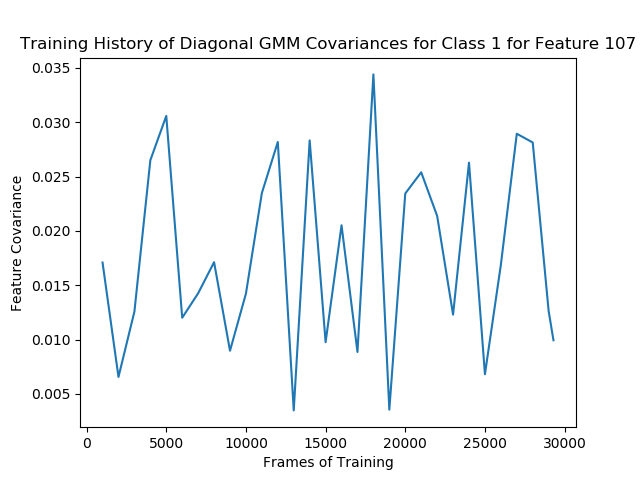 Training History of Diagonal GMM Covariances for Class 1 for Feature 107
0.035
0.030
0.025
0.020
0.015
0.010
0.005
Feature Covariance
0 5000 10000 15000 20000 25000 30000
Frames of Training